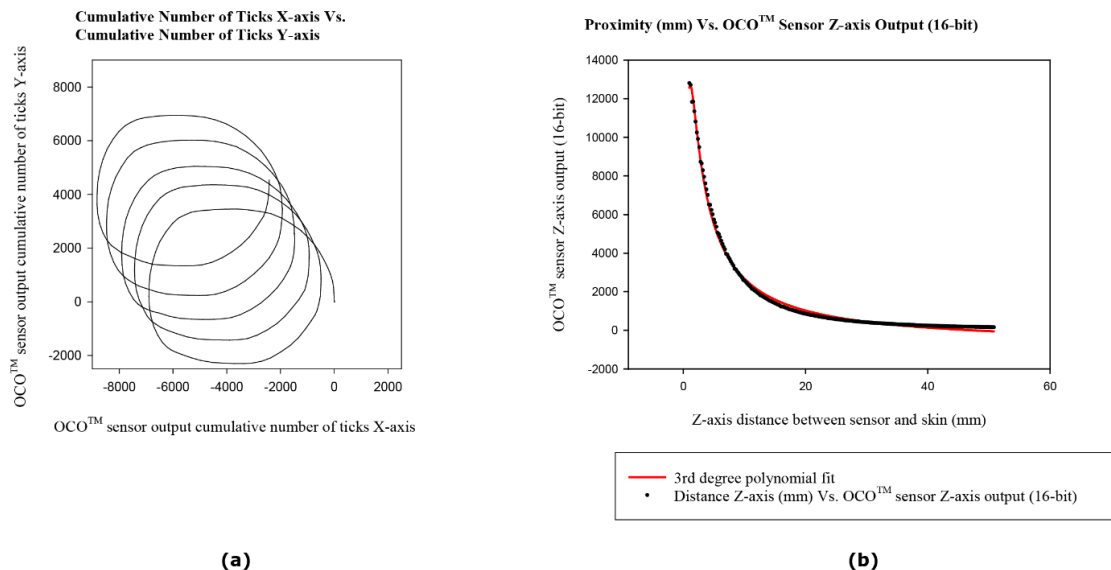 Cumulative Number of Ticks X-axis Vs.
Cumulative Number of Ticks Y-axis
OCO™ sensor output cumulative number of ticks Y-axis
8000
6000
4000
2000
0
-2000
-8000 -6000 -4000 -2000 0 2000
OCO™ sensor output cumulative number of ticks X-axis
(a)
Proximity (mm) Vs. OCO™ Sensor Z-axis Output (16-bit)
OCO™ sensor Z-axis output (16-bit)
14000
12000
10000
8000
6000
4000
2000
0
-2000
0 20 40 60
Z-axis distance between sensor and skin (mm)
3rd degree polynomial fit
Distance Z-axis (mm) Vs. OCO™ sensor Z-axis output (16-bit)
(b)